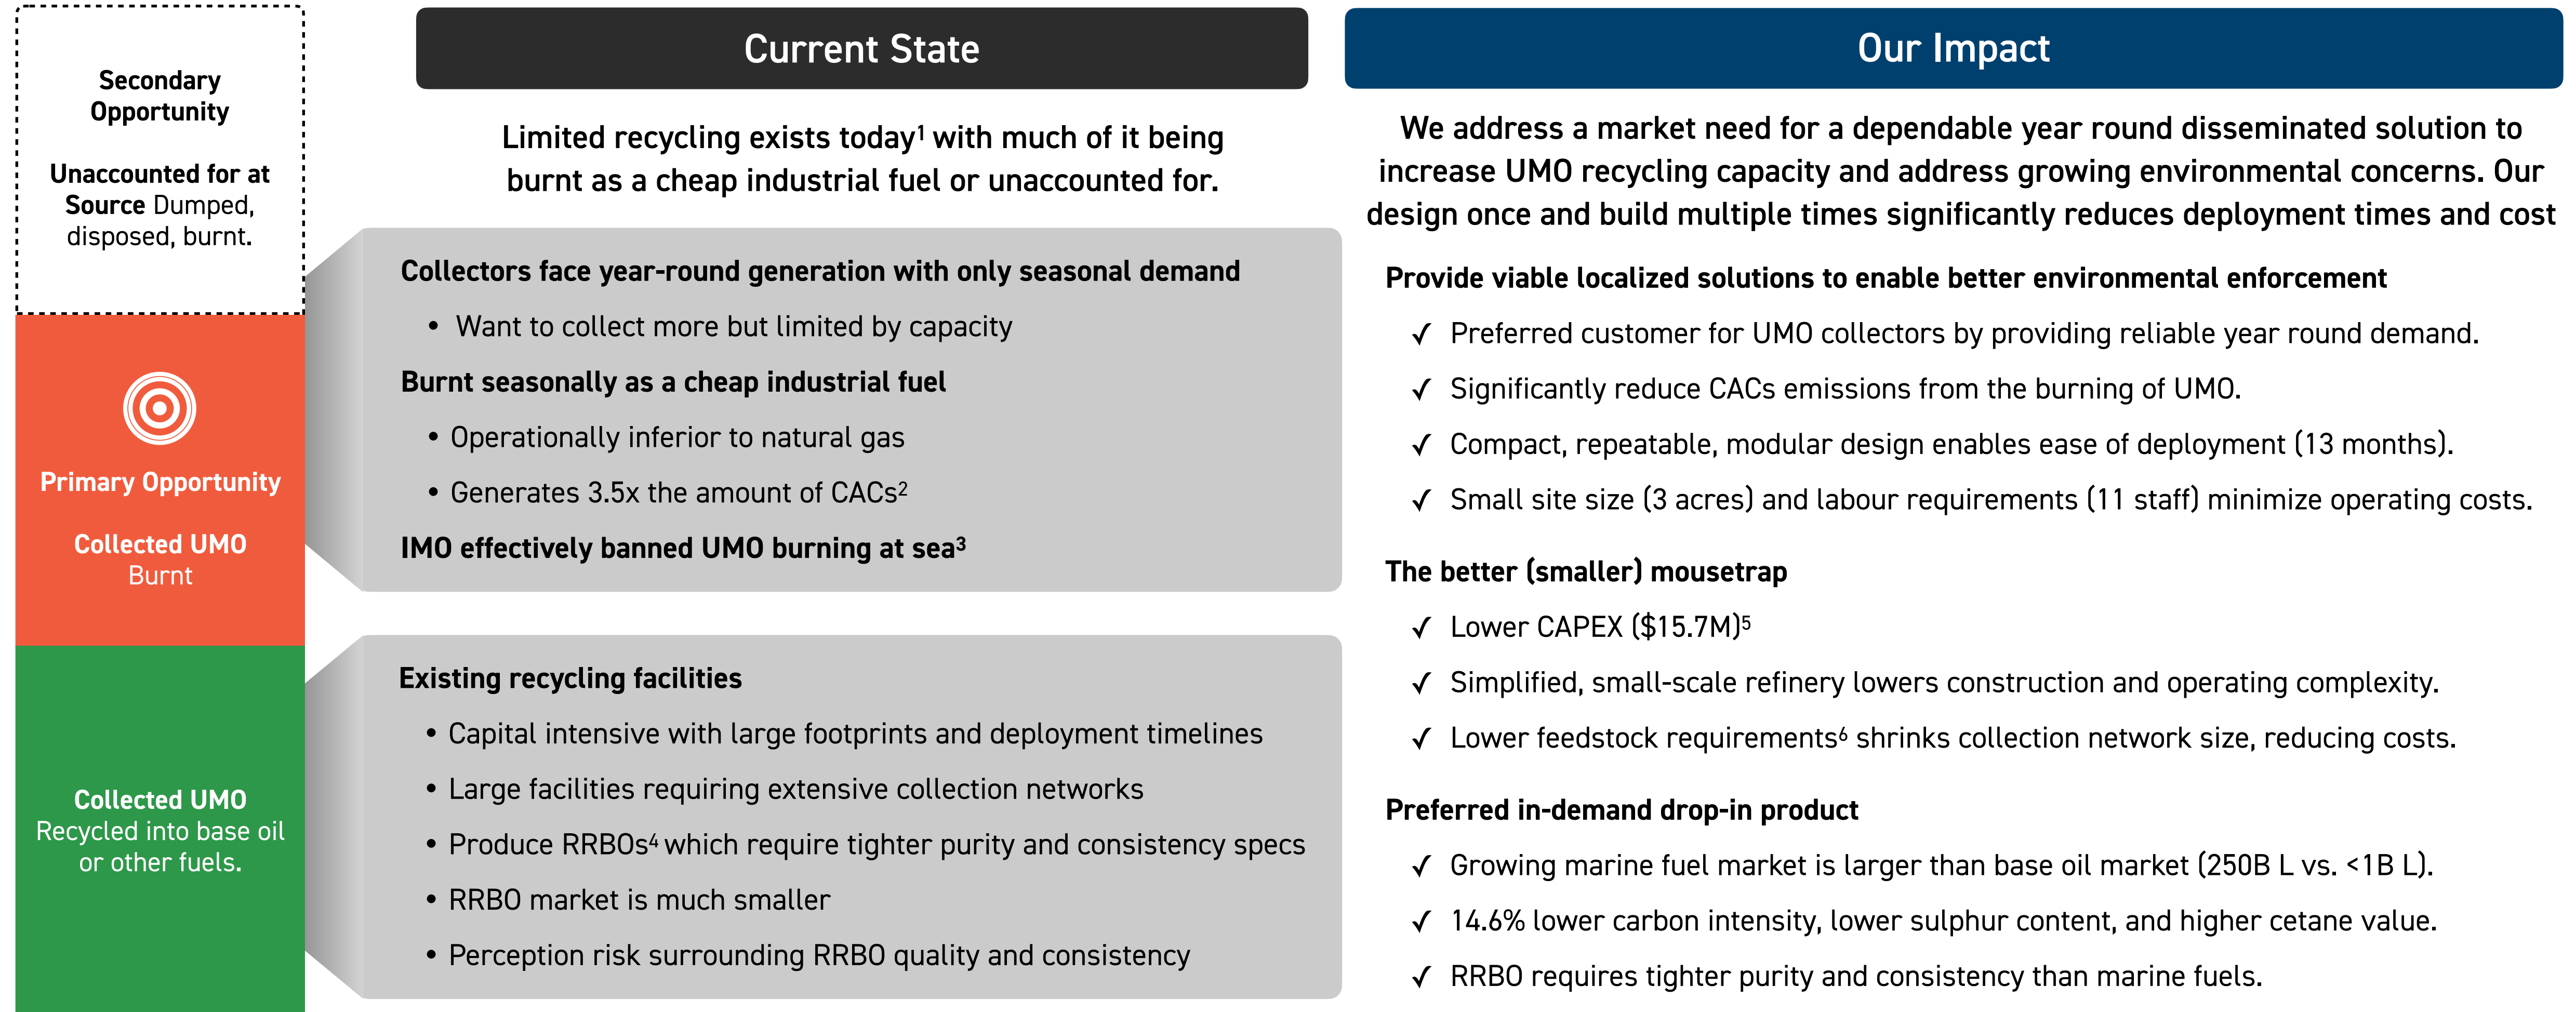 Secondary
Opportunity
Unaccounted for at
Source Dumped,
disposed, burnt.
Primary Opportunity
Collected UMO
Burnt
Collected UMO
Recycled into base oil
or other fuels.
Current State
Limited recycling exists today¹ with much of it being
burnt as a cheap industrial fuel or unaccounted for.
Collectors face year-round generation with only seasonal demand
• Want to collect more but limited by capacity
Burnt seasonally as a cheap industrial fuel
• Operationally inferior to natural gas
• Generates 3.5x the amount of CACs²
IMO effectively banned UMO burning at sea³
Existing recycling facilities
• Capital intensive with large footprints and deployment timelines
• Large facilities requiring extensive collection networks
• Produce RRBOs⁴ which require tighter purity and consistency specs
• RRBO market is much smaller
• Perception risk surrounding RRBO quality and consistency
Our Impact
We address a market need for a dependable year round disseminated solution to
increase UMO recycling capacity and address growing environmental concerns. Our
design once and build multiple times significantly reduces deployment times and cost
Provide viable localized solutions to enable better environmental enforcement
✓ Preferred customer for UMO collectors by providing reliable year round demand.
✓ Significantly reduce CACs emissions from the burning of UMO.
✓ Compact, repeatable, modular design enables ease of deployment (13 months).
✓ Small site size (3 acres) and labour requirements (11 staff) minimize operating costs.
The better (smaller) mousetrap
✓ Lower CAPEX ($15.7M)⁵
✓ Simplified, small-scale refinery lowers construction and operating complexity.
✓ Lower feedstock requirements⁶ shrinks collection network size, reducing costs.
Preferred in-demand drop-in product
✓ Growing marine fuel market is larger than base oil market (250B L vs. <1B L).
✓ 14.6% lower carbon intensity, lower sulphur content, and higher cetane value.
✓ RRBO requires tighter purity and consistency than marine fuels.